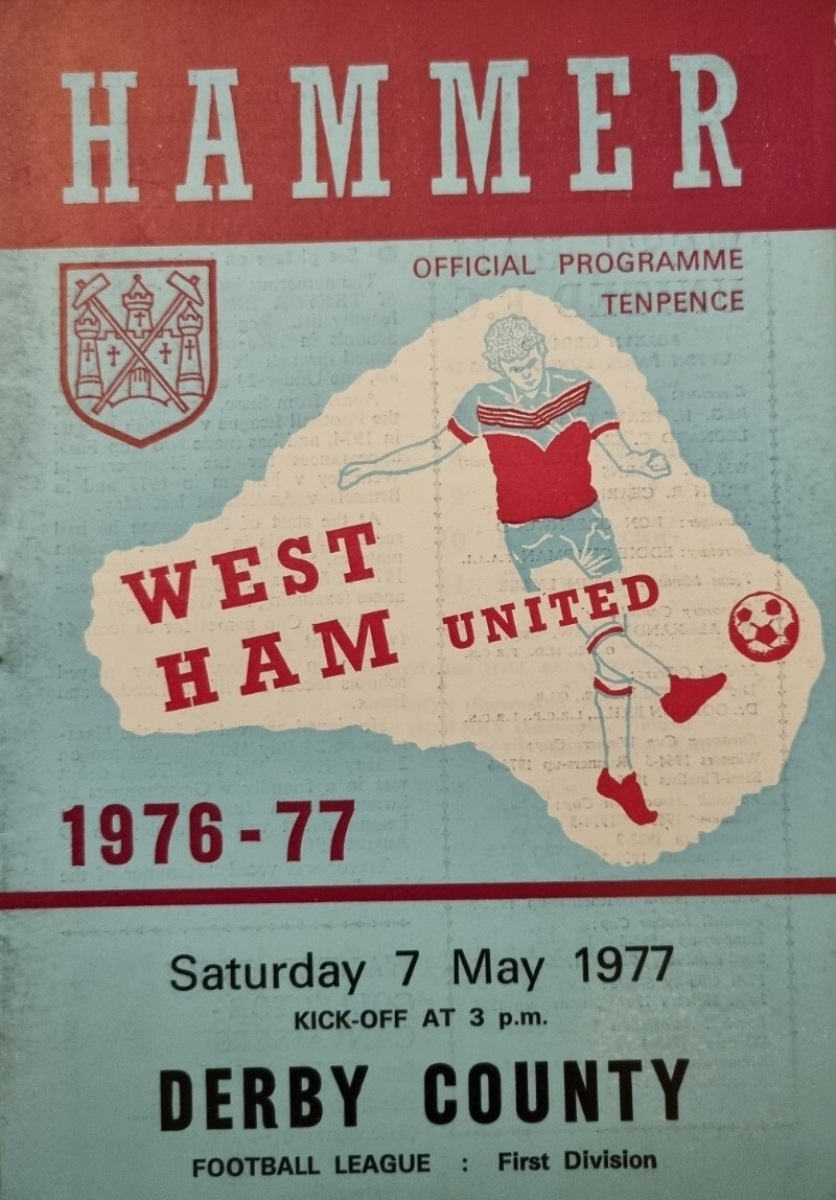 HAMMER
OFFICIAL PROGRAMME
TENPENCE
WEST
HAM UNITED
1976-77
Saturday 7 May 1977
KICK-OFF AT 3 p.m.
DERBY COUNTY
FOOTBALL LEAGUE : First Division